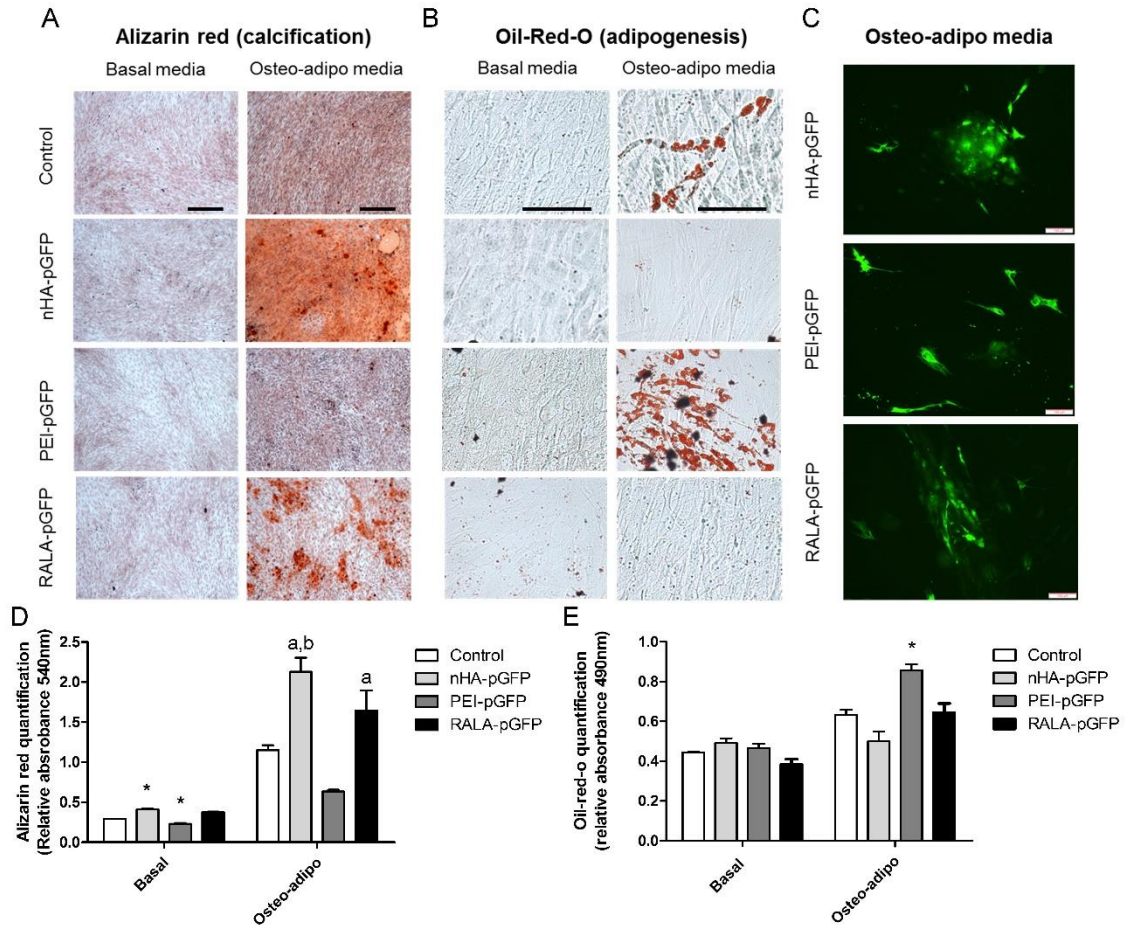 A
Alizarin red (calcification)
Basal media
Osteo-adipo media
Control
nHA-pGFP
PEI-pGFP
RALA-pGFP
B
Oil-Red-O (adipogenesis)
Basal media
Osteo-adipo media
C
Osteo-adipo media
nHA-pGFP
PEI-pGFP
RALA-pGFP
D
Alizarin red quantification
(Relative absrobance 540nm)
2.5
2.0
1.5
1.0
0.5
0.0
*
*
a,b
a
Basal
Osteo-adipo
Control
nHA-pGFP
PEI-pGFP
RALA-pGFP
E
Oil-red-o quantification
(relative absorbance 490nm)
1.0
0.8
0.6
0.4
0.2
0.0
*
Basal
Osteo-adipo
Control
nHA-pGFP
PEI-pGFP
RALA-pGFP